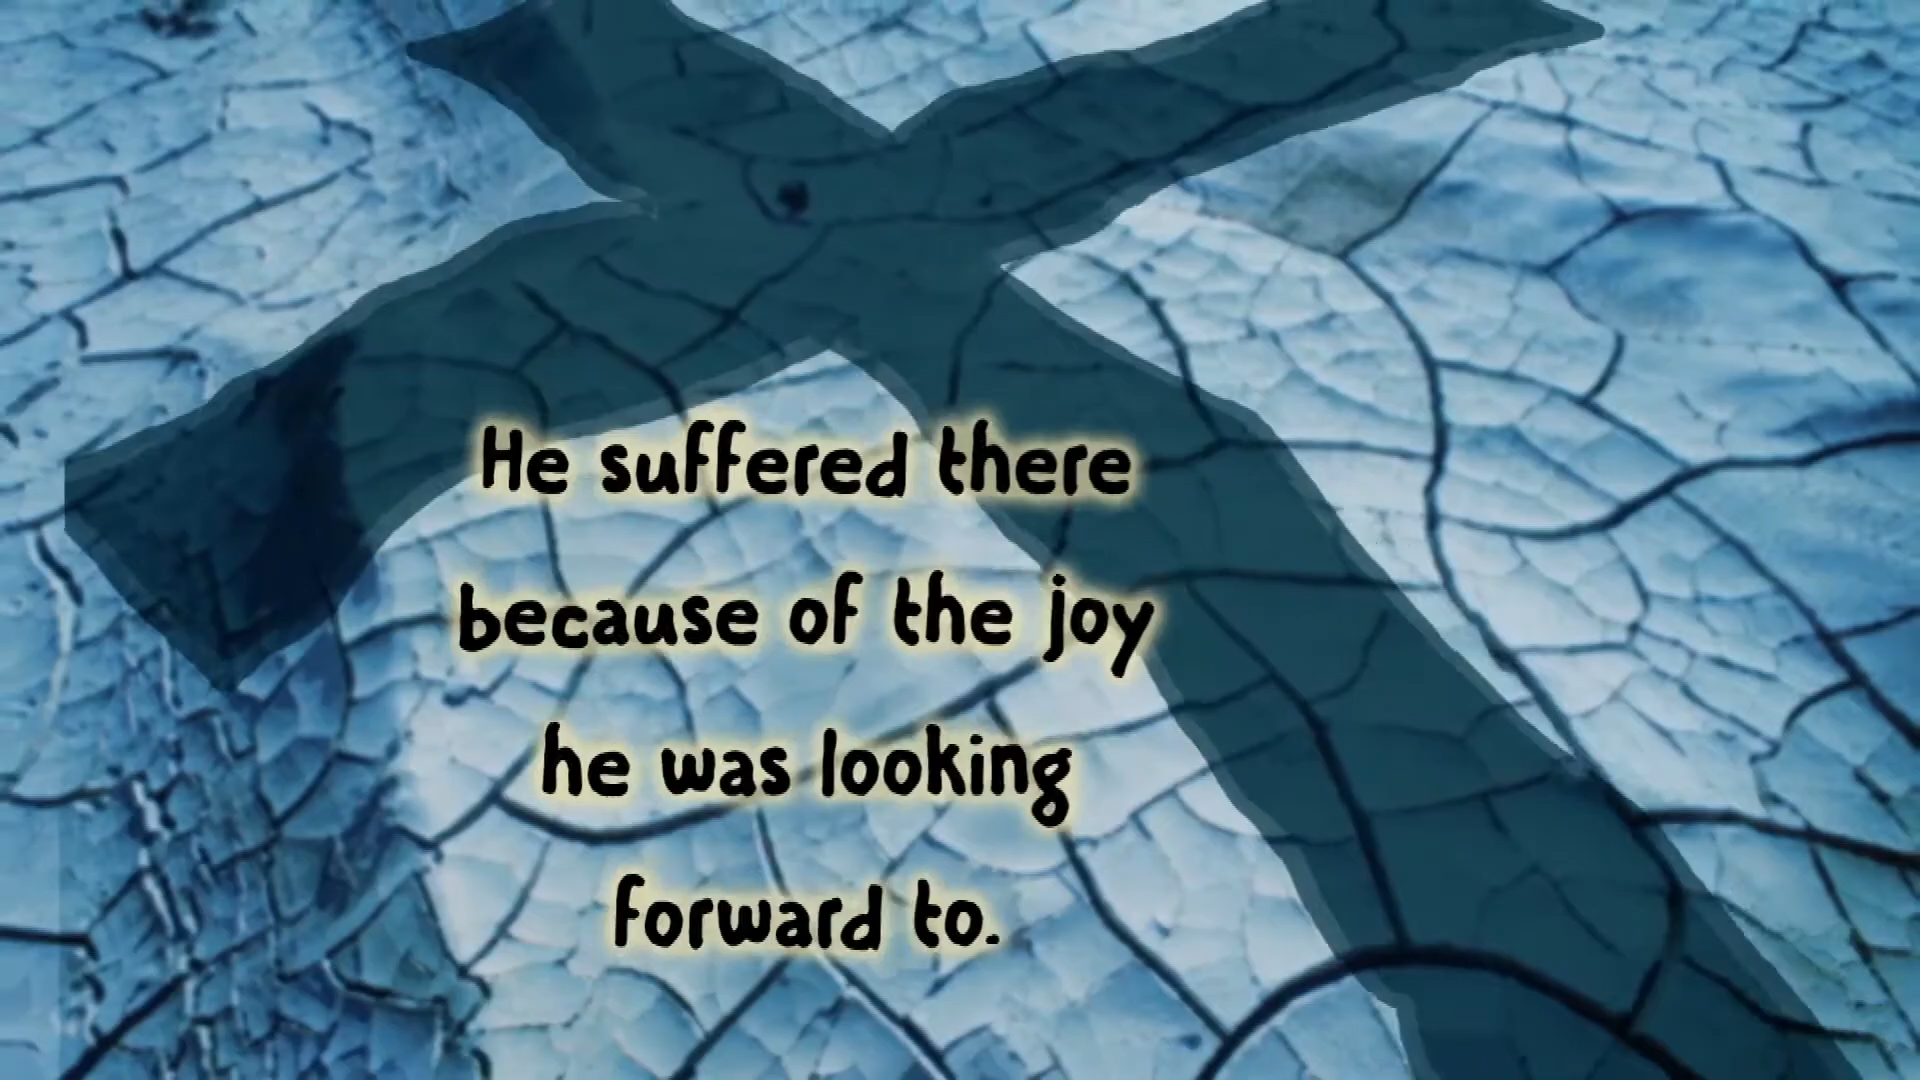 He suffered there
because of the joy
he was looking
forward to.